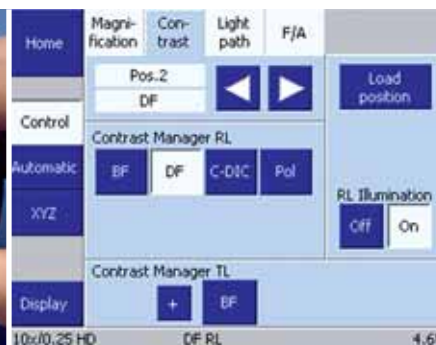 Home
Magni-
fication
Con-
trast
Light
path
F/A
Pos.2
DF
Load
position
Control
Contrast Manager RL
Automatic
BF
DF
C-DIC
Pol
XYZ
RL Illumination
Off
On
Contrast Manager TL
+
BF
Display
10x/0.25 HD
DF RL
4.6